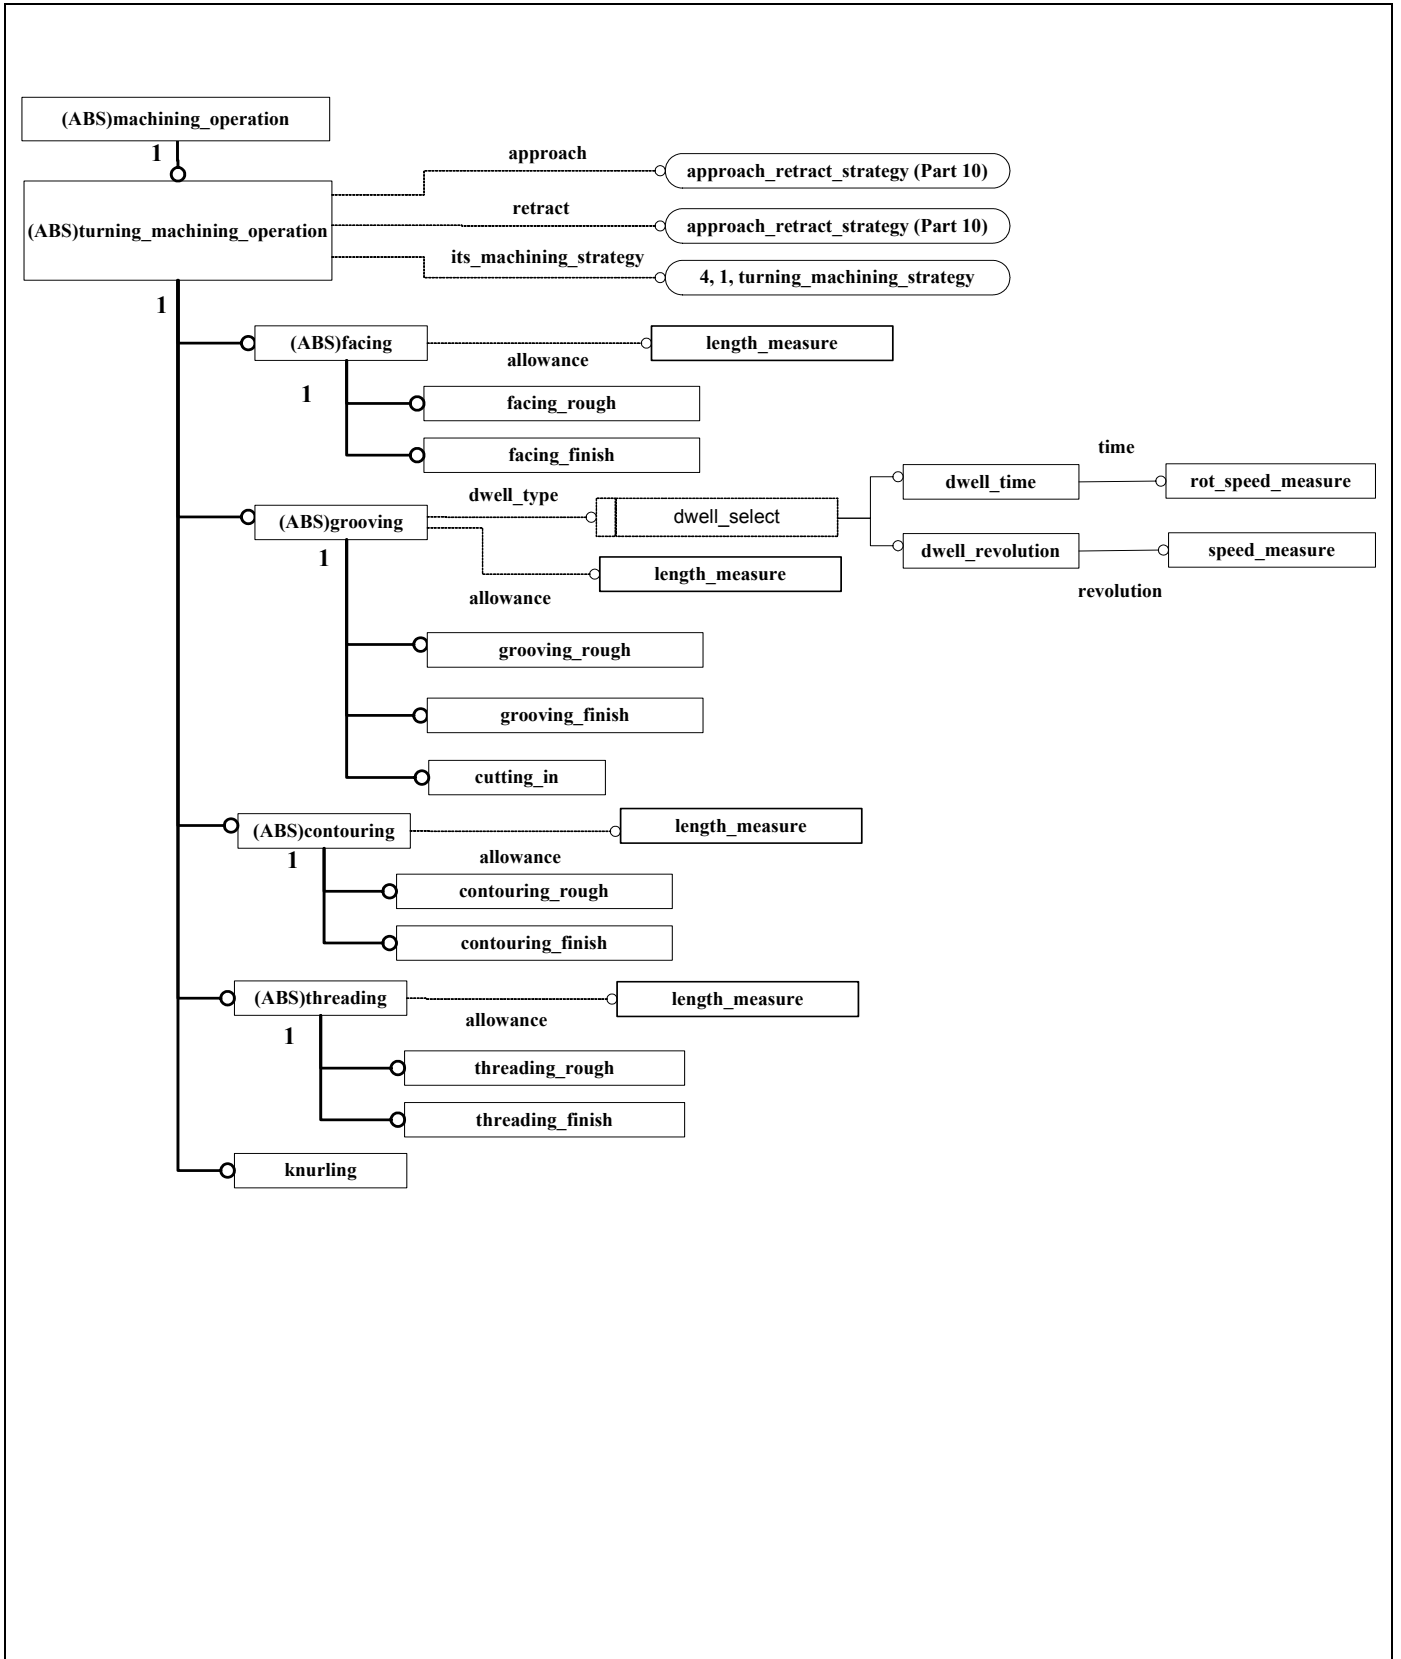 (ABS)machining_operation
1
approach
approach_retract_strategy (Part 10)
(ABS)turning_machining_operation
retract
approach_retract_strategy (Part 10)
its_machining_strategy
4, 1, turning_machining_strategy
1
(ABS)facing
length_measure
allowance
1
facing_rough
facing_finish
time
dwell_time
rot_speed_measure
dwell_type
(ABS)grooving
dwell_select
1
dwell_revolution
speed_measure
length_measure
allowance
revolution
grooving_rough
grooving_finish
cutting_in
(ABS)contouring
length_measure
1
allowance
contouring_rough
contouring_finish
(ABS)threading
length_measure
allowance
1
threading_rough
threading_finish
knurling